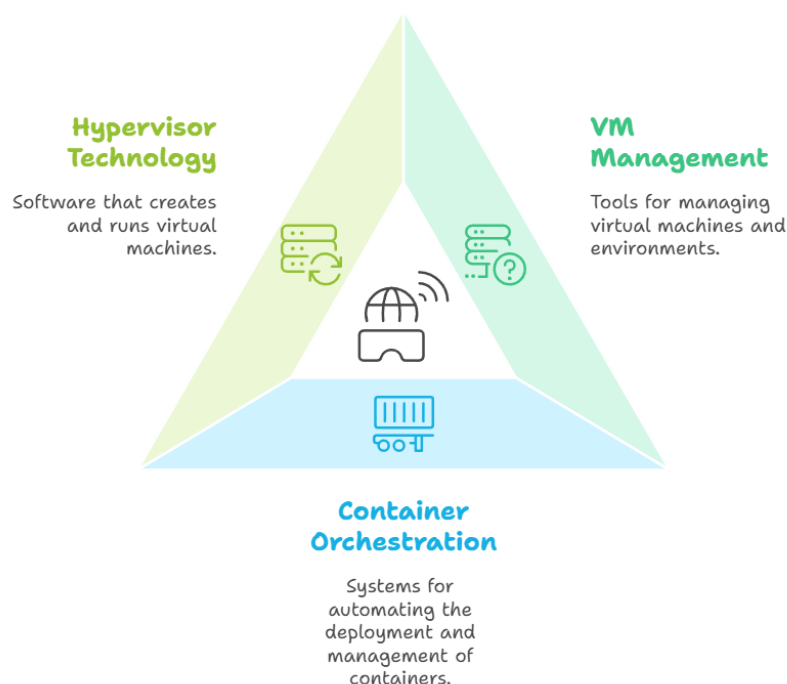 Hypervisor
Technology
Software that creates
and runs virtual
machines.
VM
Management
Tools for managing
virtual machines and
environments.
Container
Orchestration
Systems for
automating the
deployment and
management of
containers.